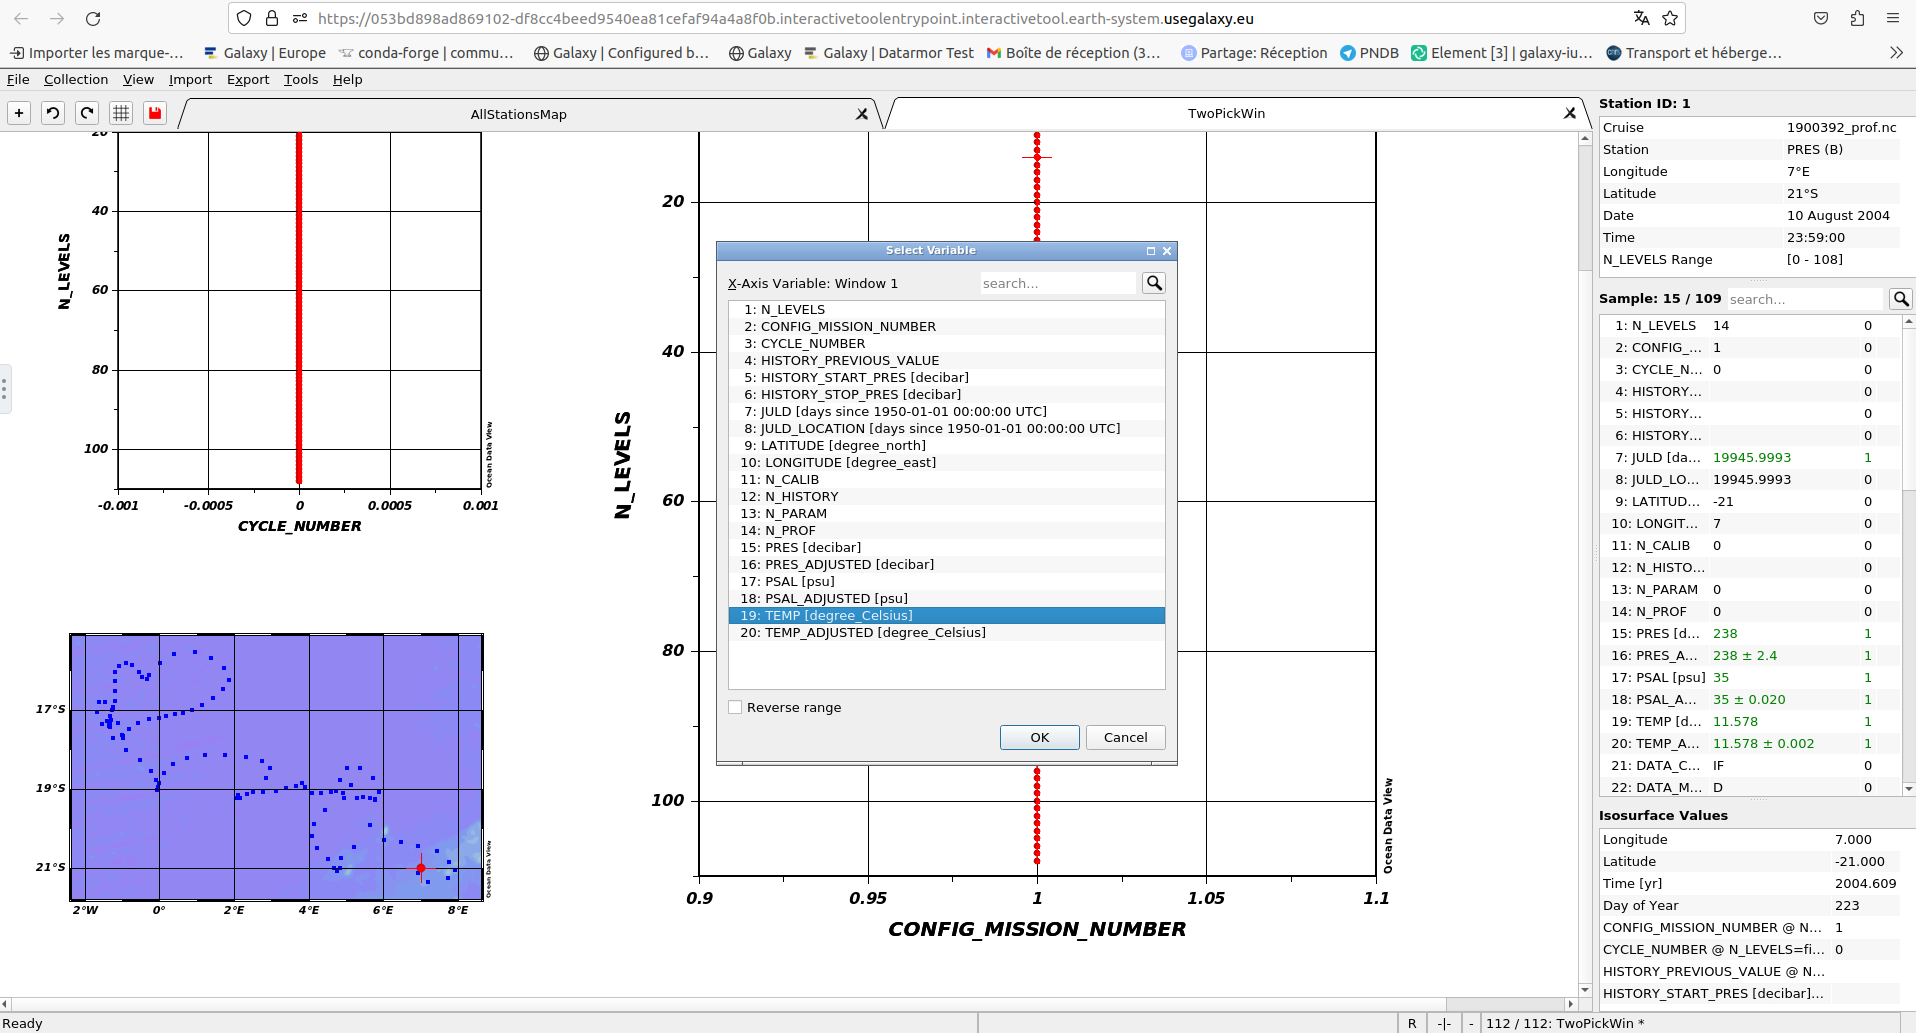 https://053bd898ad869102-df8cc4beed9540ea81cefaf94a4a8f0b.interactivetoolentrypoint.interactivetool.earth-system.usegalaxy.eu
Importer les marque-…
Galaxy | Europe
conda-forge | commu…
Galaxy | Configured b…
Galaxy
Galaxy | Datarmor Test
Boîte de réception (3…
Partage: Réception
PNDB
Element [3] | galaxy-iu…
Transport et héberge…
File Collection View Import Export Tools Help
AllStationsMap
TwoPickWin
20
40
60
80
100
N_LEVELS
-0.001 -0.0005 0 0.0005 0.001
CYCLE_NUMBER
Ocean Data View
17°S
19°S
21°S
2°W 0° 2°E 4°E 6°E 8°E
Ocean Data View
20
40
60
80
100
N_LEVELS
0.9 0.95 1 1.05 1.1
CONFIG_MISSION_NUMBER
Ocean Data View
Select Variable
X-Axis Variable: Window 1
search...
1: N_LEVELS
2: CONFIG_MISSION_NUMBER
3: CYCLE_NUMBER
4: HISTORY_PREVIOUS_VALUE
5: HISTORY_START_PRES [decibar]
6: HISTORY_STOP_PRES [decibar]
7: JULD [days since 1950-01-01 00:00:00 UTC]
8: JULD_LOCATION [days since 1950-01-01 00:00:00 UTC]
9: LATITUDE [degree_north]
10: LONGITUDE [degree_east]
11: N_CALIB
12: N_HISTORY
13: N_PARAM
14: N_PROF
15: PRES [decibar]
16: PRES_ADJUSTED [decibar]
17: PSAL [psu]
18: PSAL_ADJUSTED [psu]
19: TEMP [degree_Celsius]
20: TEMP_ADJUSTED [degree_Celsius]
Reverse range
OK
Cancel
Station ID: 1
Cruise 1900392_prof.nc
Station PRES (B)
Longitude 7°E
Latitude 21°S
Date 10 August 2004
Time 23:59:00
N_LEVELS Range [0 - 108]
Sample: 15 / 109 search...
1: N_LEVELS 14 0
2: CONFIG_... 1 0
3: CYCLE_N... 0 0
4: HISTORY... 0
5: HISTORY... 0
6: HISTORY... 0
7: JULD [da... 19945.9993 1
8: JULD_LO... 19945.9993 0
9: LATITUD... -21 0
10: LONGIT... 7 0
11: N_CALIB 0 0
12: N_HISTO... 0
13: N_PARAM 0 0
14: N_PROF 0 0
15: PRES [d... 238 1
16: PRES_A... 238 ± 2.4 1
17: PSAL [psu] 35 1
18: PSAL_A... 35 ± 0.020 1
19: TEMP [d... 11.578 1
20: TEMP_A... 11.578 ± 0.002 1
21: DATA_C... IF 0
22: DATA_M... D 0
Isosurface Values
Longitude 7.000
Latitude -21.000
Time [yr] 2004.609
Day of Year 223
CONFIG_MISSION_NUMBER @ N... 1
CYCLE_NUMBER @ N_LEVELS=fi... 0
HISTORY_PREVIOUS_VALUE @ N...
HISTORY_START_PRES [decibar]...
Ready
R
-|-
-
112 / 112: TwoPickWin *